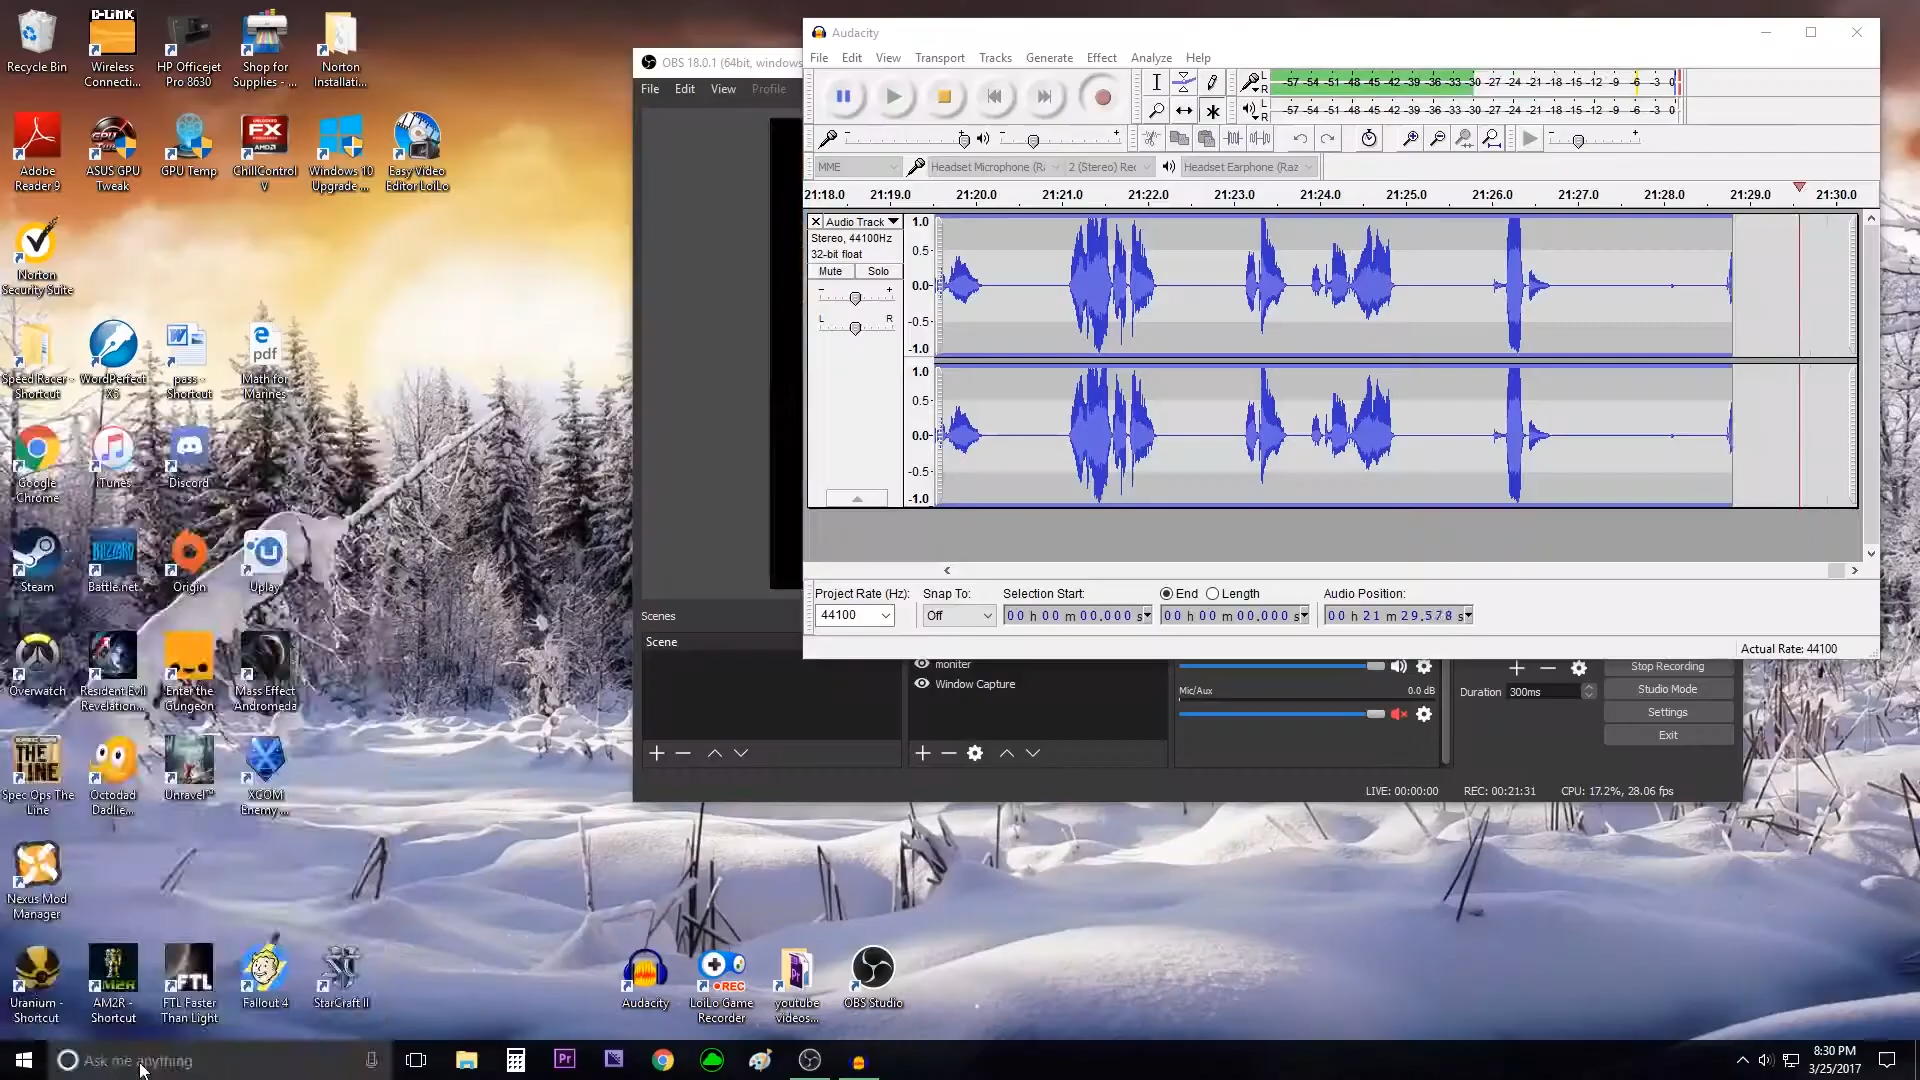 Recycle Bin
D-Link
Wireless
Connecti...
HP Officejet
Pro 8630
Shop for
Supplies - ...
Norton
Installati...
Adobe
Reader 9
ASUS GPU
Tweak
GPU Temp
FX
AMD
ChillControl
V
Windows 10
Upgrade ...
Easy Video
Editor LoiLo
Norton
Security Suite
Speed Racer -
Shortcut
WordPerfect
X5
pass -
Shortcut
pdf
Math for
Marines
Google
Chrome
iTunes
Discord
Steam
BLIZZARD
Battle.net
Origin
Uplay
Overwatch
Resident Evil
Revelation...
Enter the
Gungeon
Mass Effect
Andromeda
THE
LINE
Spec Ops The
Line
Octodad
Dadlie...
Unravel™
XCOM
Enemy ...
Nexus Mod
Manager
Uranium -
Shortcut
AM2R
AM2R -
Shortcut
FTL
FTL Faster
Than Light
Fallout 4
StarCraft II
Audacity
REC
LoiLo Game
Recorder
Pr
youtube
videos...
OBS Studio
OBS 18.0.1 (64bit, windows
File Edit View Profile
Scenes
Scene
moniter
Window Capture
Mic/Aux 0.0 dB
Duration 300ms
Stop Recording
Studio Mode
Settings
Exit
LIVE: 00:00:00 REC: 00:21:31 CPU: 17.2%, 28.06 fps
Audacity
File Edit View Transport Tracks Generate Effect Analyze Help
L
R
-57 -54 -51 -48 -45 -42 -39 -36 -33 -30 -27 -24 -21 -18 -15 -12 -9 -6 -3 0
L
R
-57 -54 -51 -48 -45 -42 -39 -36 -33 -30 -27 -24 -21 -18 -15 -12 -9 -6 -3 0
MME Headset Microphone (Ra 2 (Stereo) Rec Headset Earphone (Raz
21:18.0 21:19.0 21:20.0 21:21.0 21:22.0 21:23.0 21:24.0 21:25.0 21:26.0 21:27.0 21:28.0 21:29.0 21:30.0
Audio Track
Stereo, 44100Hz
32-bit float
Mute Solo
- +
L R
1.0
0.5
0.0
-0.5
-1.0
1.0
0.5
0.0
-0.5
-1.0
Project Rate (Hz): Snap To: Selection Start: End Length Audio Position:
44100 Off 00 h 00 m 00.000 s 00 h 00 m 00.000 s 00 h 21 m 29.578 s
Actual Rate: 44100
Ask me anything
Pr
8:30 PM
3/25/2017